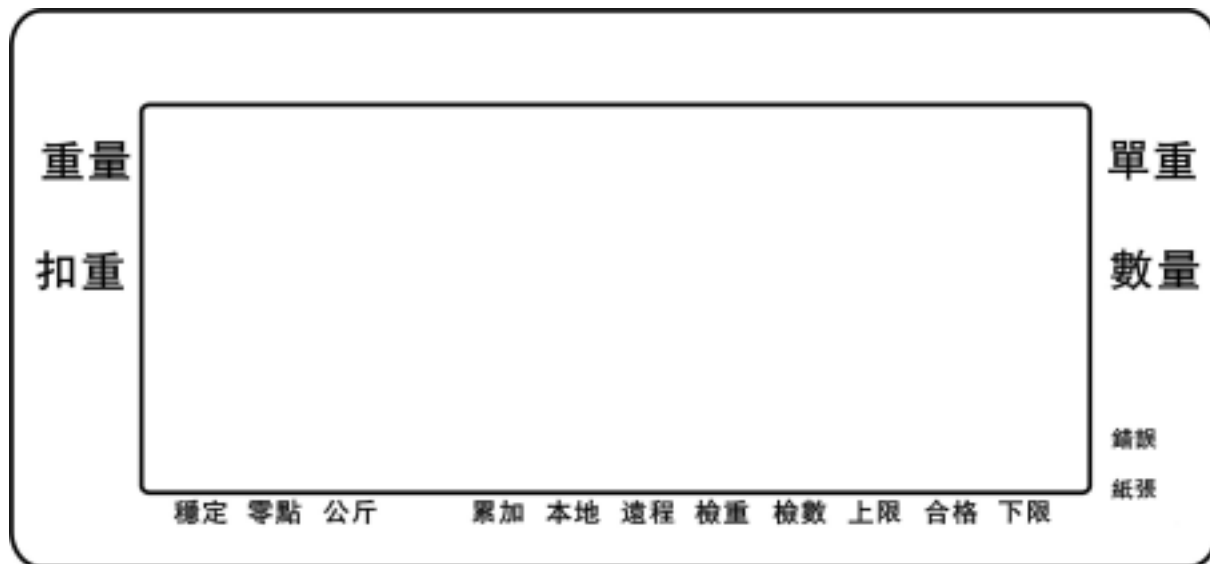 重量
單重
扣重
數量
錯誤
紙張
穩定 零點 公斤 累加 本地 遠程 檢重 檢數 上限 合格 下限